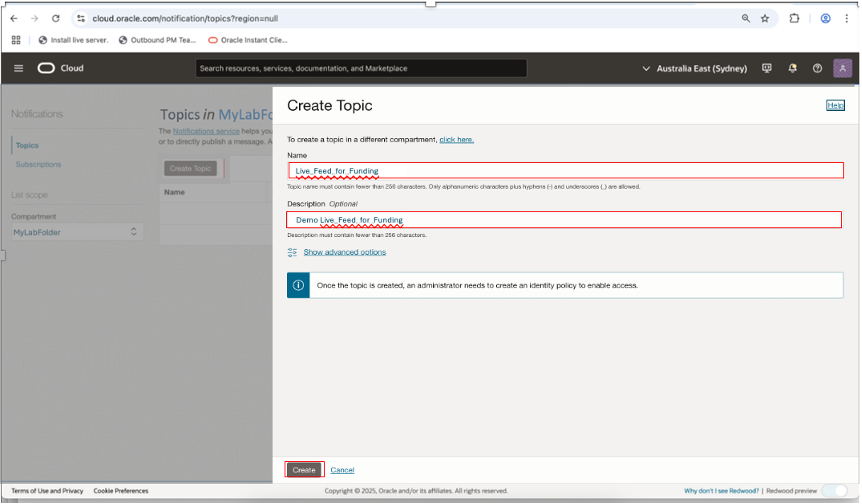 cloud.oracle.com/notification/topics?region=null
Install live server.
Outbound PM Tea...
Oracle Instant Clie...
Cloud
Search resources, services, documentation, and Marketplace
Australia East (Sydney)
A
Notifications
Topics
Subscriptions
List scope
Compartment
MyLabFolder
Topics in MyLabFo
The Notifications service helps you
or to directly publish a message. A
Create Topic
Name
Create Topic
Help
To create a topic in a different compartment, click here.
Name
Live_Feed_for_Funding
Topic name must contain fewer than 256 characters. Only alphanumeric characters plus hyphens (-) and underscores (_) are allowed.
Description Optional
Demo Live_Feed_for_Funding
Description must contain fewer than 256 characters.
Show advanced options
Once the topic is created, an administrator needs to create an identity policy to enable access.
Create
Cancel
Terms of Use and Privacy
Cookie Preferences
Copyright © 2025, Oracle and/or its affiliates. All rights reserved.
Why don't I see Redwood? | Redwood preview